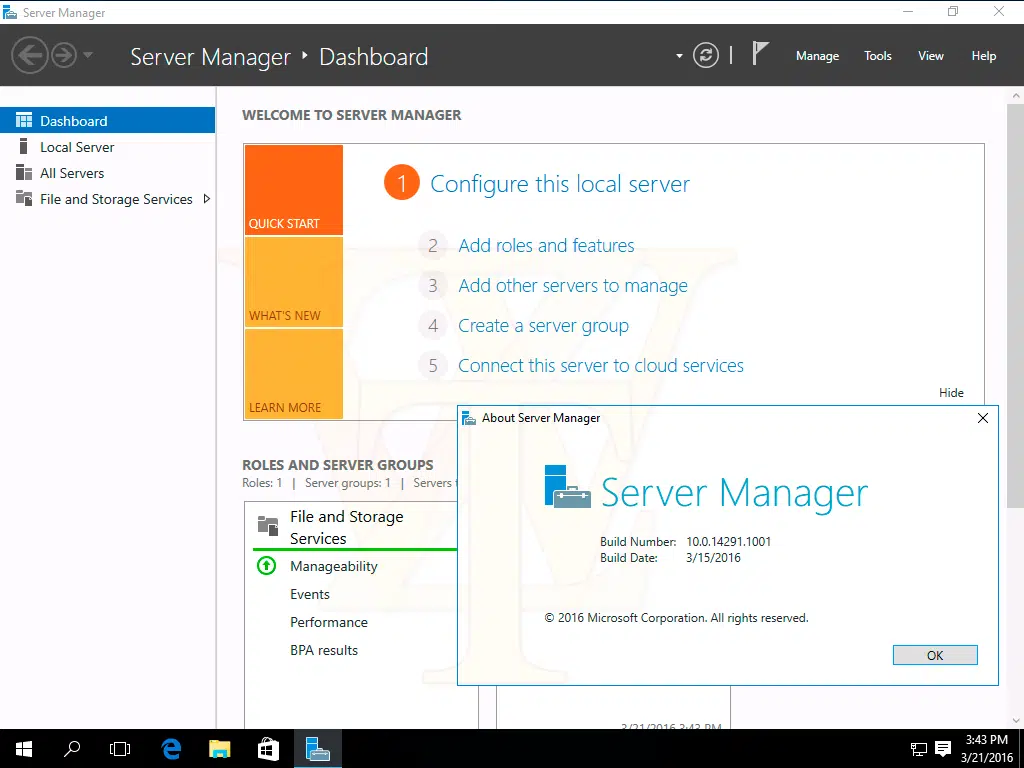 Server Manager
Server Manager ‣ Dashboard
Manage Tools View Help
Dashboard
Local Server
All Servers
File and Storage Services
WELCOME TO SERVER MANAGER
QUICK START
WHAT'S NEW
LEARN MORE
1 Configure this local server
2 Add roles and features
3 Add other servers to manage
4 Create a server group
5 Connect this server to cloud services
Hide
ROLES AND SERVER GROUPS
Roles: 1 | Server groups: 1 | Servers
File and Storage
Services
Manageability
Events
Performance
BPA results
About Server Manager
Server Manager
Build Number: 10.0.14291.1001
Build Date: 3/15/2016
© 2016 Microsoft Corporation. All rights reserved.
OK
3/21/2016 3:43 PM
3:43 PM
3/21/2016